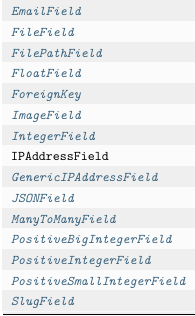 EmailField
FileField
FilePathField
FloatField
ForeignKey
ImageField
IntegerField
IPAddressField
GenericIPAddressField
JSONField
ManyToManyField
PositiveBigIntegerField
PositiveIntegerField
PositiveSmallIntegerField
SlugField